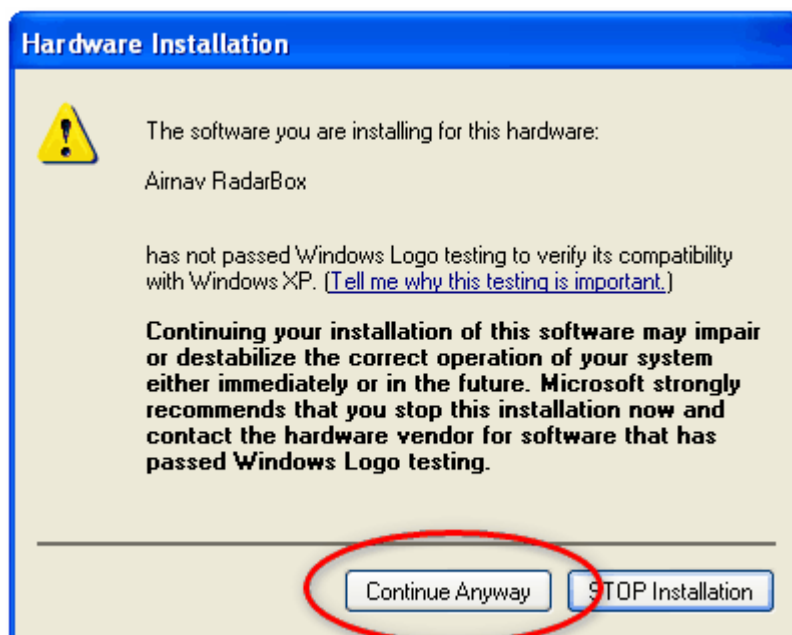 Hardware Installation
The software you are installing for this hardware:
Airnav RadarBox
has not passed Windows Logo testing to verify its compatibility
with Windows XP. (Tell me why this testing is important.)
Continuing your installation of this software may impair
or destabilize the correct operation of your system
either immediately or in the future. Microsoft strongly
recommends that you stop this installation now and
contact the hardware vendor for software that has
passed Windows Logo testing.
Continue Anyway
STOP Installation